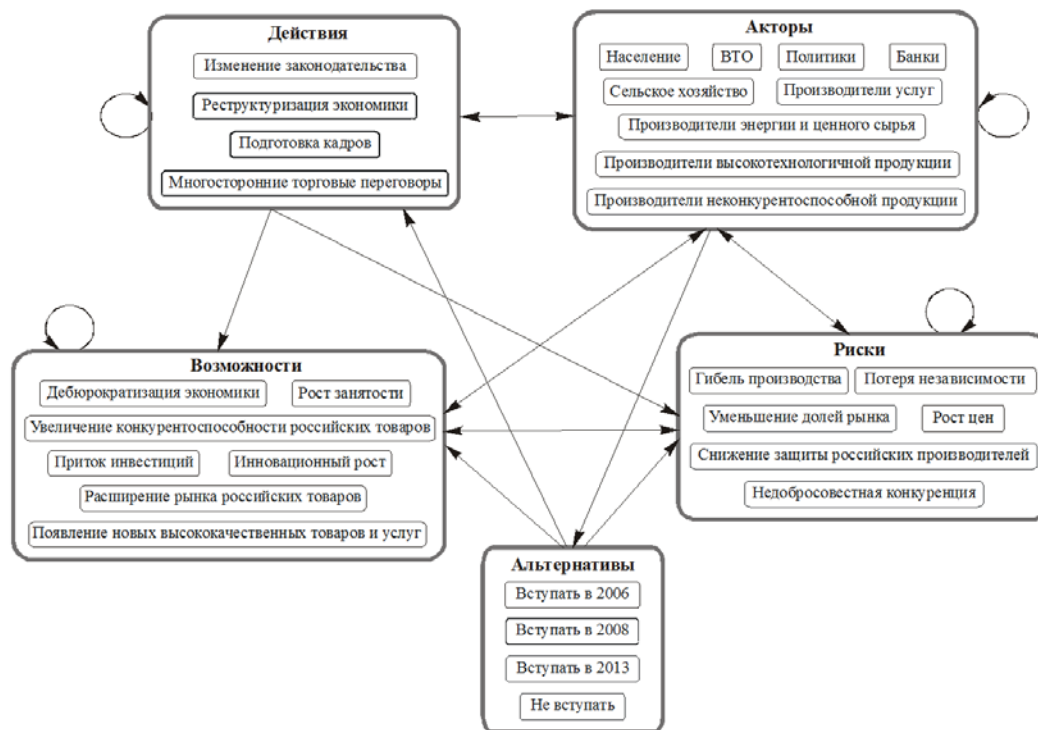 Действия
Изменение законодательства
Реструктуризация экономики
Подготовка кадров
Многосторонние торговые переговоры
Акторы
Население ВТО Политики Банки
Сельское хозяйство Производители услуг
Производители энергии и ценного сырья
Производители высокотехнологичной продукции
Производители неконкурентоспособной продукции
Возможности
Дебюрократизация экономики Рост занятости
Увеличение конкурентоспособности российских товаров
Приток инвестиций Инновационный рост
Расширение рынка российских товаров
Появление новых высококачественных товаров и услуг
Риски
Гибель производства Потеря независимости
Уменьшение долей рынка Рост цен
Снижение защиты российских производителей
Недобросовестная конкуренция
Альтернативы
Вступать в 2006
Вступать в 2008
Вступать в 2013
Не вступать